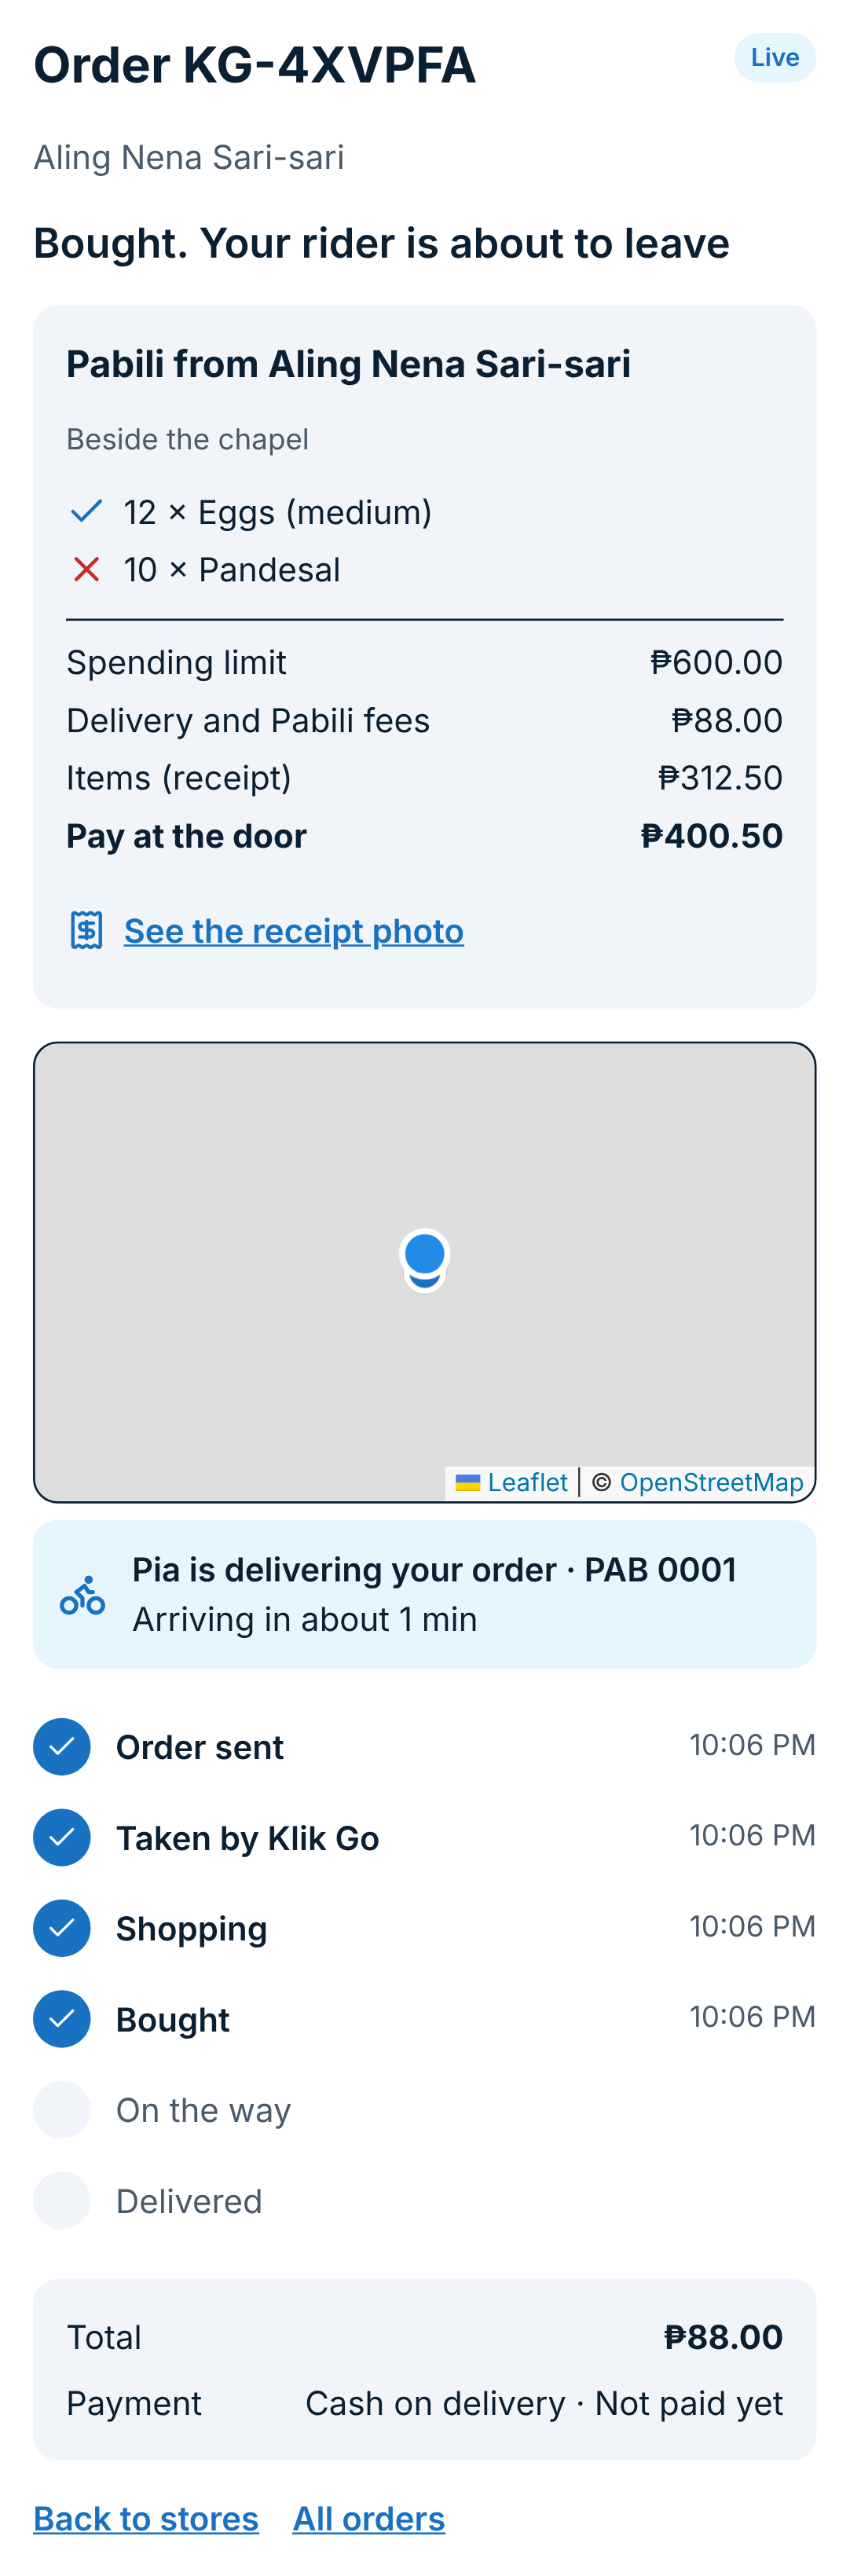 Order KG-4XVPFA
Live
Aling Nena Sari-sari
Bought. Your rider is about to leave
Pabili from Aling Nena Sari-sari
Beside the chapel
12 × Eggs (medium)
10 × Pandesal
Spending limit ₱600.00
Delivery and Pabili fees ₱88.00
Items (receipt) ₱312.50
Pay at the door ₱400.50
See the receipt photo
Leaflet | © OpenStreetMap
Pia is delivering your order · PAB 0001
Arriving in about 1 min
Order sent 10:06 PM
Taken by Klik Go 10:06 PM
Shopping 10:06 PM
Bought 10:06 PM
On the way
Delivered
Total ₱88.00
Payment Cash on delivery · Not paid yet
Back to stores All orders